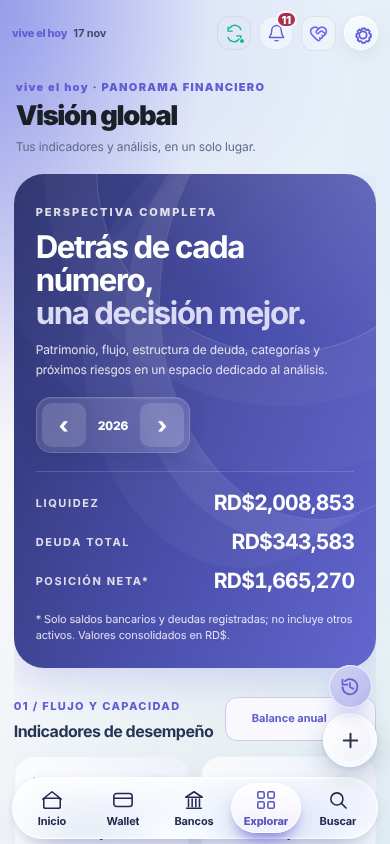 vive el hoy 17 nov
11
vive el hoy · PANORAMA FINANCIERO
Visión global
Tus indicadores y análisis, en un solo lugar.
PERSPECTIVA COMPLETA
Detrás de cada
número,
una decisión mejor.
Patrimonio, flujo, estructura de deuda, categorías y
próximos riesgos en un espacio dedicado al análisis.
‹ 2026 ›
LIQUIDEZ RD$2,008,853
DEUDA TOTAL RD$343,583
POSICIÓN NETA* RD$1,665,270
* Solo saldos bancarios y deudas registradas; no incluye otros
activos. Valores consolidados en RD$.
01 / FLUJO Y CAPACIDAD
Indicadores de desempeño
Balance anual
Inicio Wallet Bancos Explorar Buscar